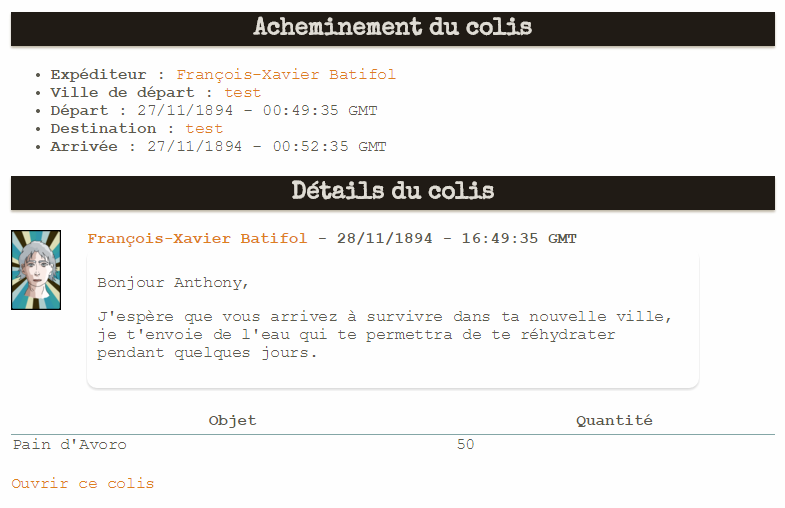 Acheminement du colis
• Expéditeur : François-Xavier Batifol
• Ville de départ : test
• Départ : 27/11/1894 - 00:49:35 GMT
• Destination : test
• Arrivée : 27/11/1894 - 00:52:35 GMT
Détails du colis
François-Xavier Batifol - 28/11/1894 - 16:49:35 GMT
Bonjour Anthony,
J'espère que vous arrivez à survivre dans ta nouvelle ville,
je t'envoie de l'eau qui te permettra de te réhydrater
pendant quelques jours.
Objet Quantité
Pain d'Avoro 50
Ouvrir ce colis